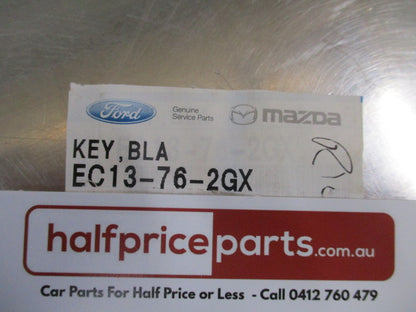 Ford Genuine Service Parts mazda
KEY, BLA
EC13-76-2GX
halfpriceparts.com.au
Car Parts For Half Price or Less - Call 0412 760 479